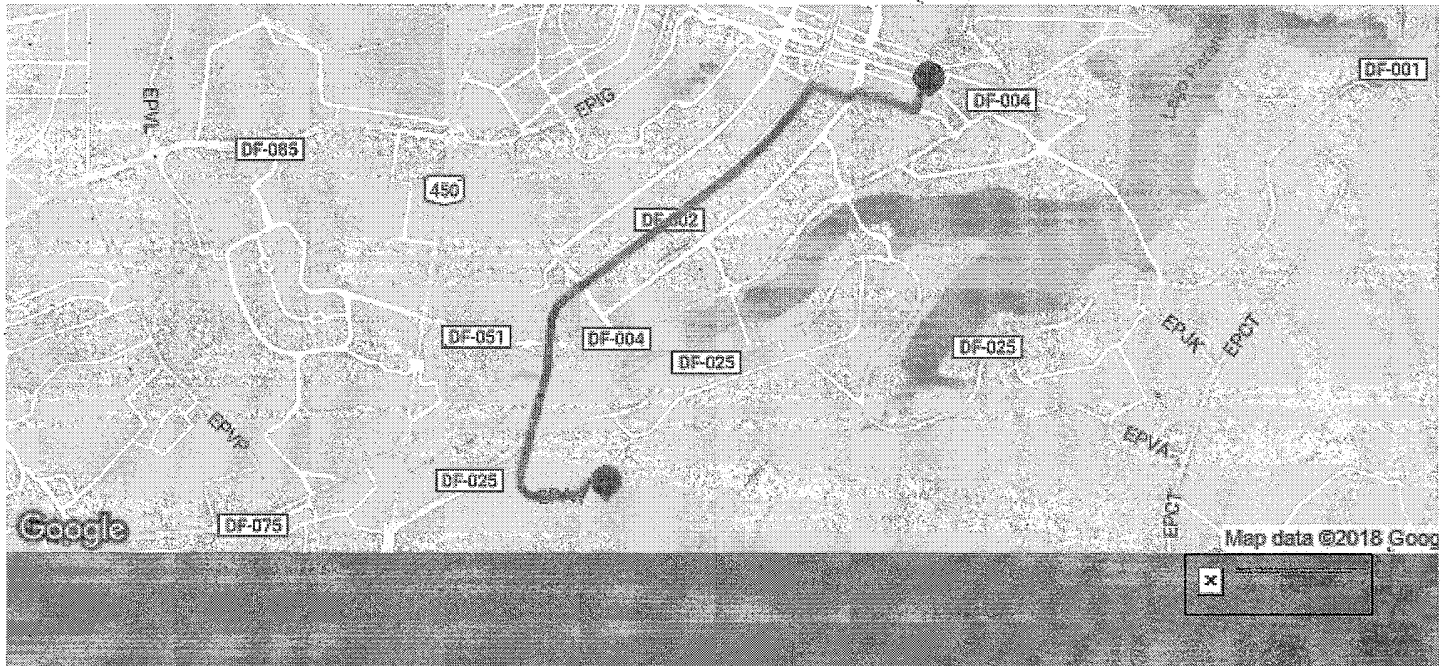 DF-001
EPVL
EPIG
DF-004
DF-085
450
DF-002
DF-051
DF-004
DF-025
DF-025
EPJK
EPCT
EPVP
EPVA
DF-025
EPCT
DF-075
Google
Map data ©2018 Goog